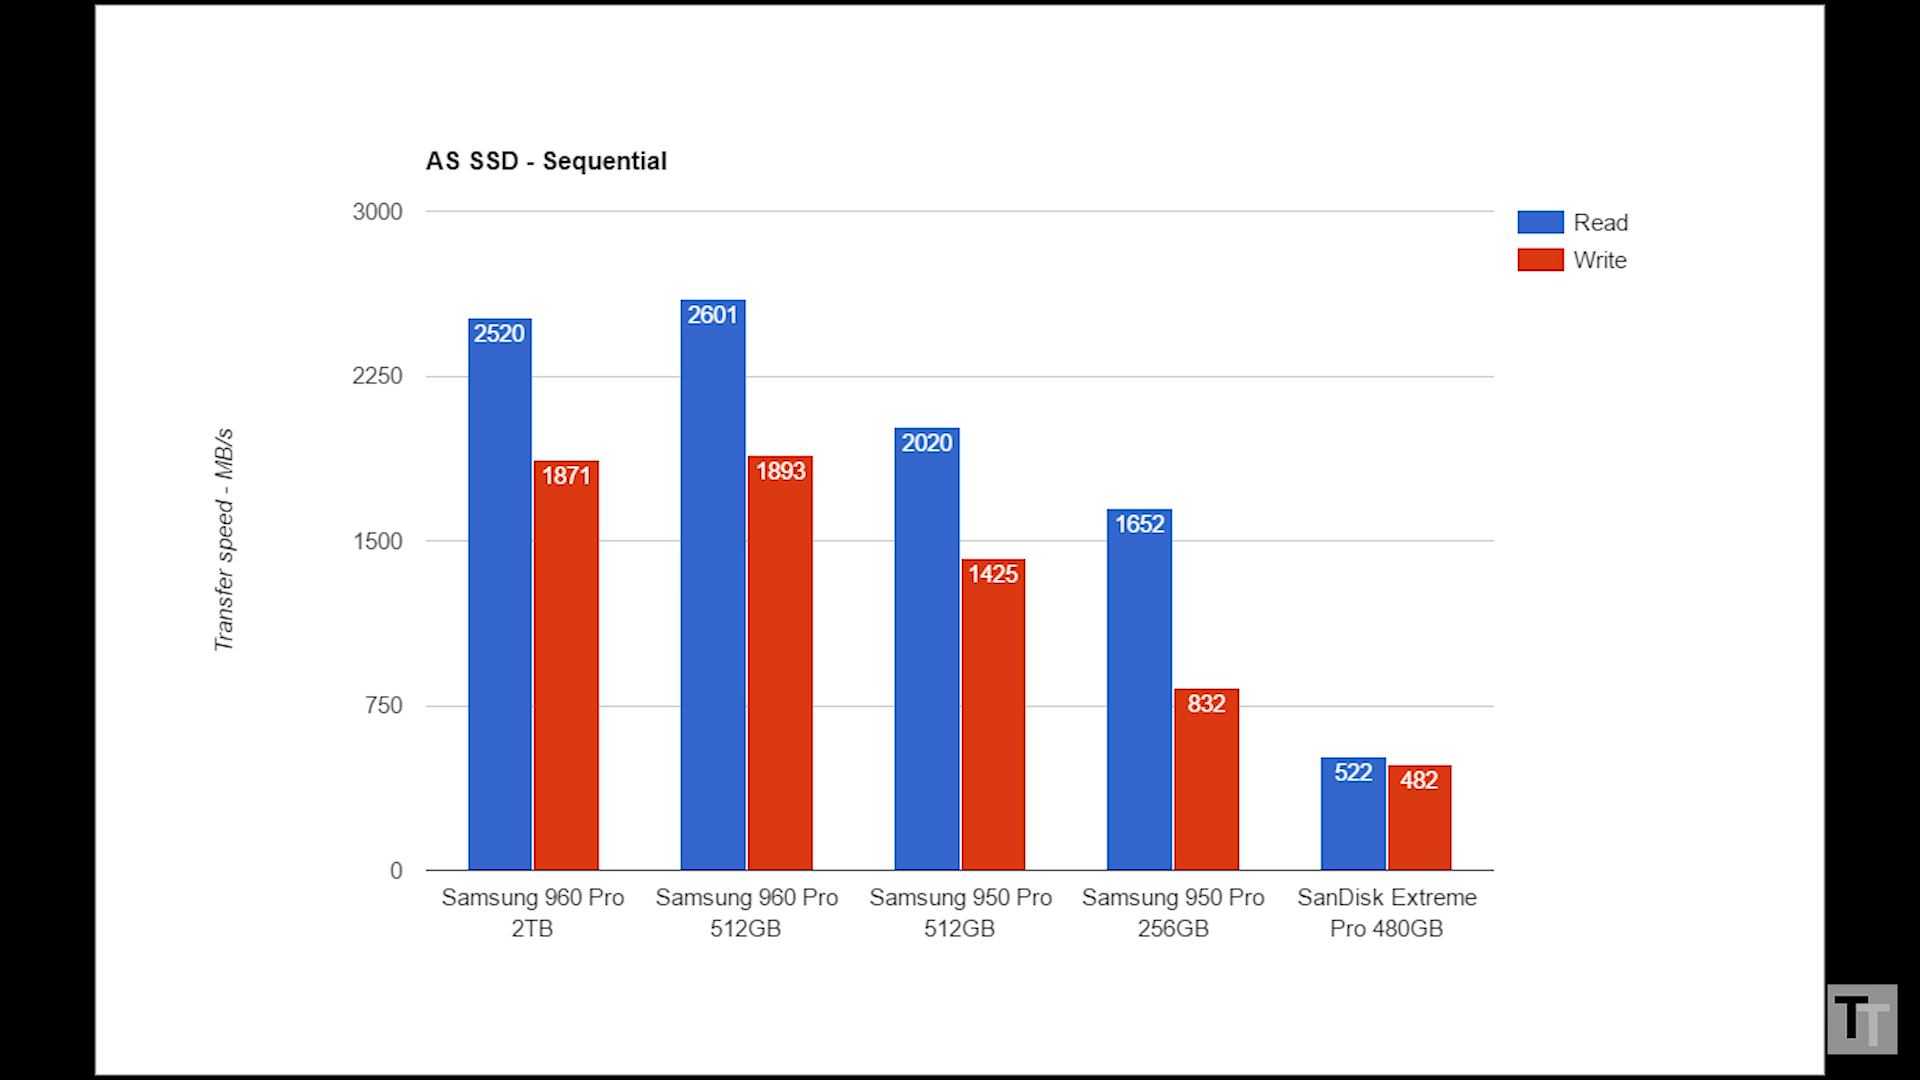 AS SSD - Sequential
3000
2250
1500
750
0
Transfer speed - MB/s
Read
Write
2520
1871
2601
1893
2020
1425
1652
832
522
482
Samsung 960 Pro
2TB
Samsung 960 Pro
512GB
Samsung 950 Pro
512GB
Samsung 950 Pro
256GB
SanDisk Extreme
Pro 480GB
TT